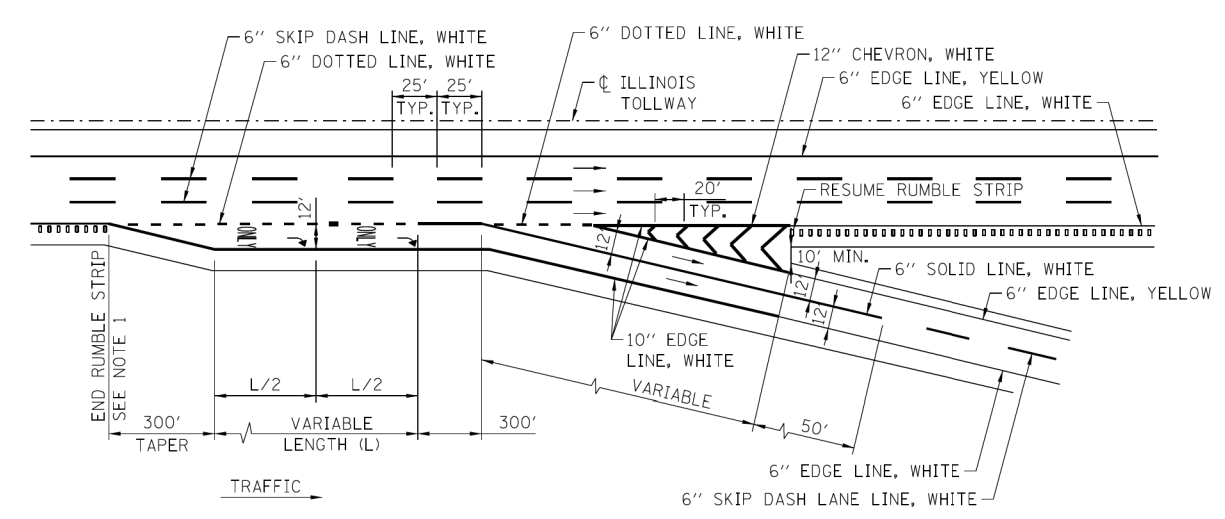 6'' SKIP DASH LINE, WHITE
6'' DOTTED LINE, WHITE
6'' DOTTED LINE, WHITE
12'' CHEVRON, WHITE
6'' EDGE LINE, YELLOW
6'' EDGE LINE, WHITE
25' 25'
TYP. TYP.
℄ ILLINOIS
TOLLWAY
RESUME RUMBLE STRIP
20'
TYP.
12'
ONLY
ONLY
12'
10' MIN.
12'
12'
6'' SOLID LINE, WHITE
6'' EDGE LINE, YELLOW
10'' EDGE
LINE, WHITE
END RUMBLE STRIP
SEE NOTE 1
L/2 L/2
VARIABLE
300'
TAPER
VARIABLE
LENGTH (L)
300'
50'
6'' EDGE LINE, WHITE
6'' SKIP DASH LANE LINE, WHITE
TRAFFIC